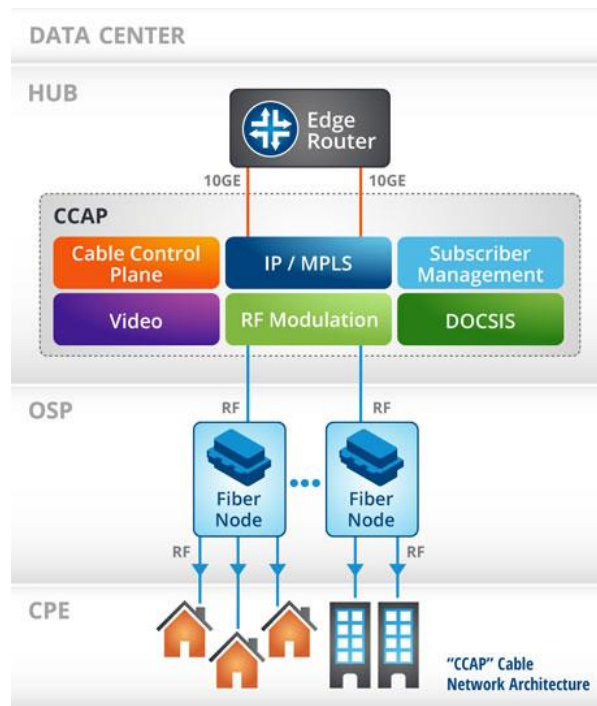 DATA CENTER
HUB
Edge
Router
10GE
10GE
CCAP
Cable Control
Plane
IP / MPLS
Subscriber
Management
Video
RF Modulation
DOCSIS
OSP
RF
RF
Fiber
Node
Fiber
Node
RF
RF
CPE
"CCAP" Cable
Network Architecture